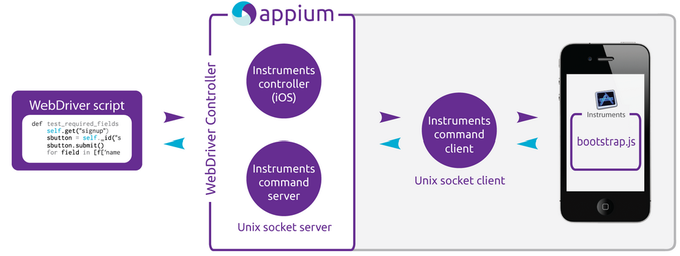 appium
WebDriver script
def test_required_fields
self.get("signup")
sbutton = self._id("s
sbutton.submit()
for field in [f['name
WebDriver Controller
Instruments
controller
(iOS)
Instruments
command
server
Unix socket server
Instruments
command
client
Unix socket client
Instruments
bootstrap.js